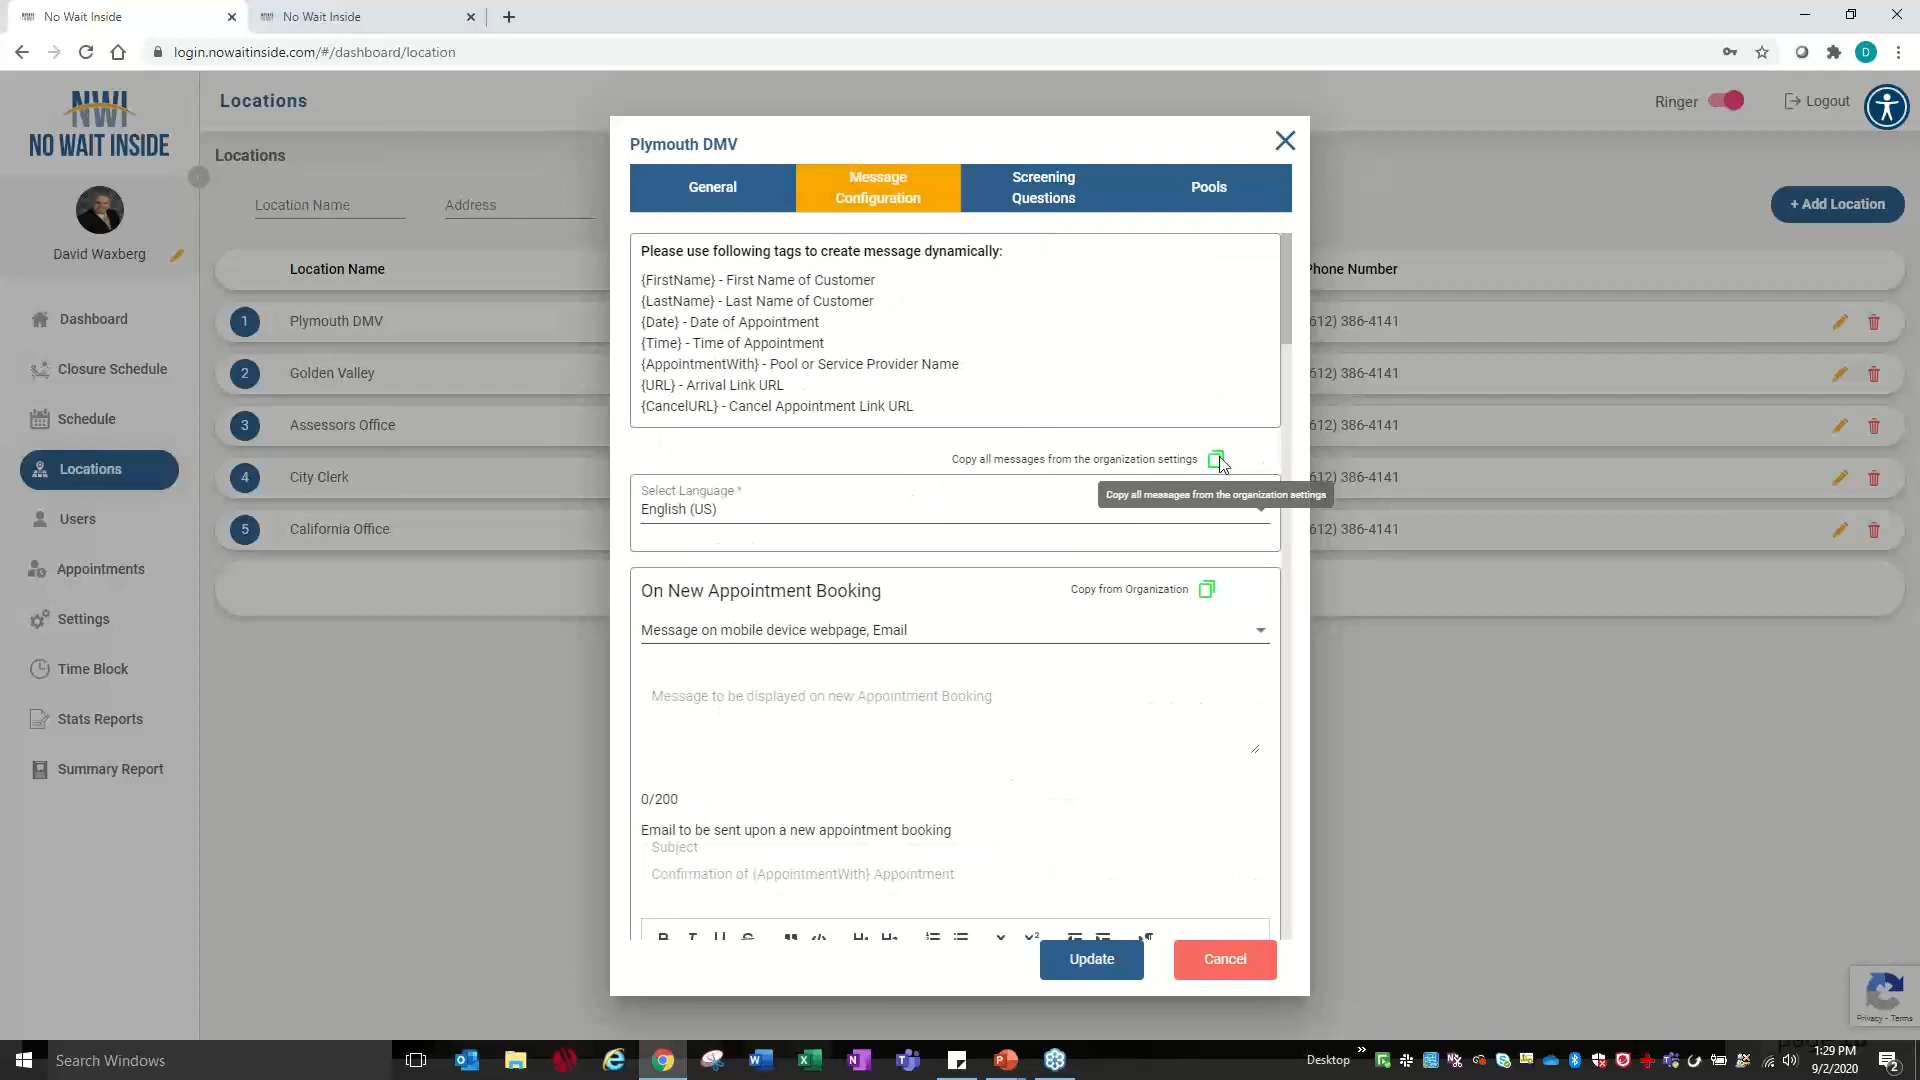 No Wait Inside
No Wait Inside
login.nowaitinside.com/#/dashboard/location
D
NWI
NO WAIT INSIDE
Locations
Ringer
Logout
David Waxberg
Dashboard
Closure Schedule
Schedule
Locations
Users
Appointments
Settings
Time Block
Stats Reports
Summary Report
Locations
Location Name
Address
+ Add Location
Location Name
Phone Number
1 Plymouth DMV
612) 386-4141
2 Golden Valley
612) 386-4141
3 Assessors Office
612) 386-4141
4 City Clerk
612) 386-4141
5 California Office
612) 386-4141
Plymouth DMV
General
Message
Configuration
Screening
Questions
Pools
Please use following tags to create message dynamically:
{FirstName} - First Name of Customer
{LastName} - Last Name of Customer
{Date} - Date of Appointment
{Time} - Time of Appointment
{AppointmentWith} - Pool or Service Provider Name
{URL} - Arrival Link URL
{CancelURL} - Cancel Appointment Link URL
Copy all messages from the organization settings
Copy all messages from the organization settings
Select Language *
English (US)
On New Appointment Booking
Copy from Organization
Message on mobile device webpage, Email
Message to be displayed on new Appointment Booking
0/200
Email to be sent upon a new appointment booking
Subject
Confirmation of {AppointmentWith} Appointment
Update
Cancel
Privacy - Terms
Search Windows
Desktop
1:29 PM
9/2/2020
2